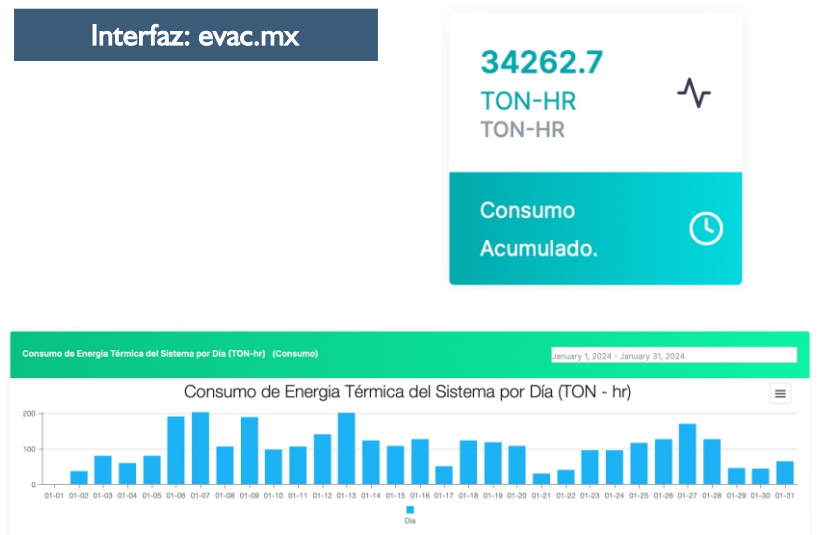 Interfaz: evac.mx
34262.7
TON-HR
TON-HR
Consumo
Acumulado.
Consumo de Energia Térmica del Sistema por Día (TON-hr) (Consumo)
January 1, 2024 - January 31, 2024
Consumo de Energia Térmica del Sistema por Día (TON - hr)
200
100
0
01-01 01-02 01-03 01-04 01-05 01-06 01-07 01-08 01-09 01-10 01-11 01-12 01-13 01-14 01-15 01-16 01-17 01-18 01-19 01-20 01-21 01-22 01-23 01-24 01-25 01-26 01-27 01-28 01-29 01-30 01-31
Dia